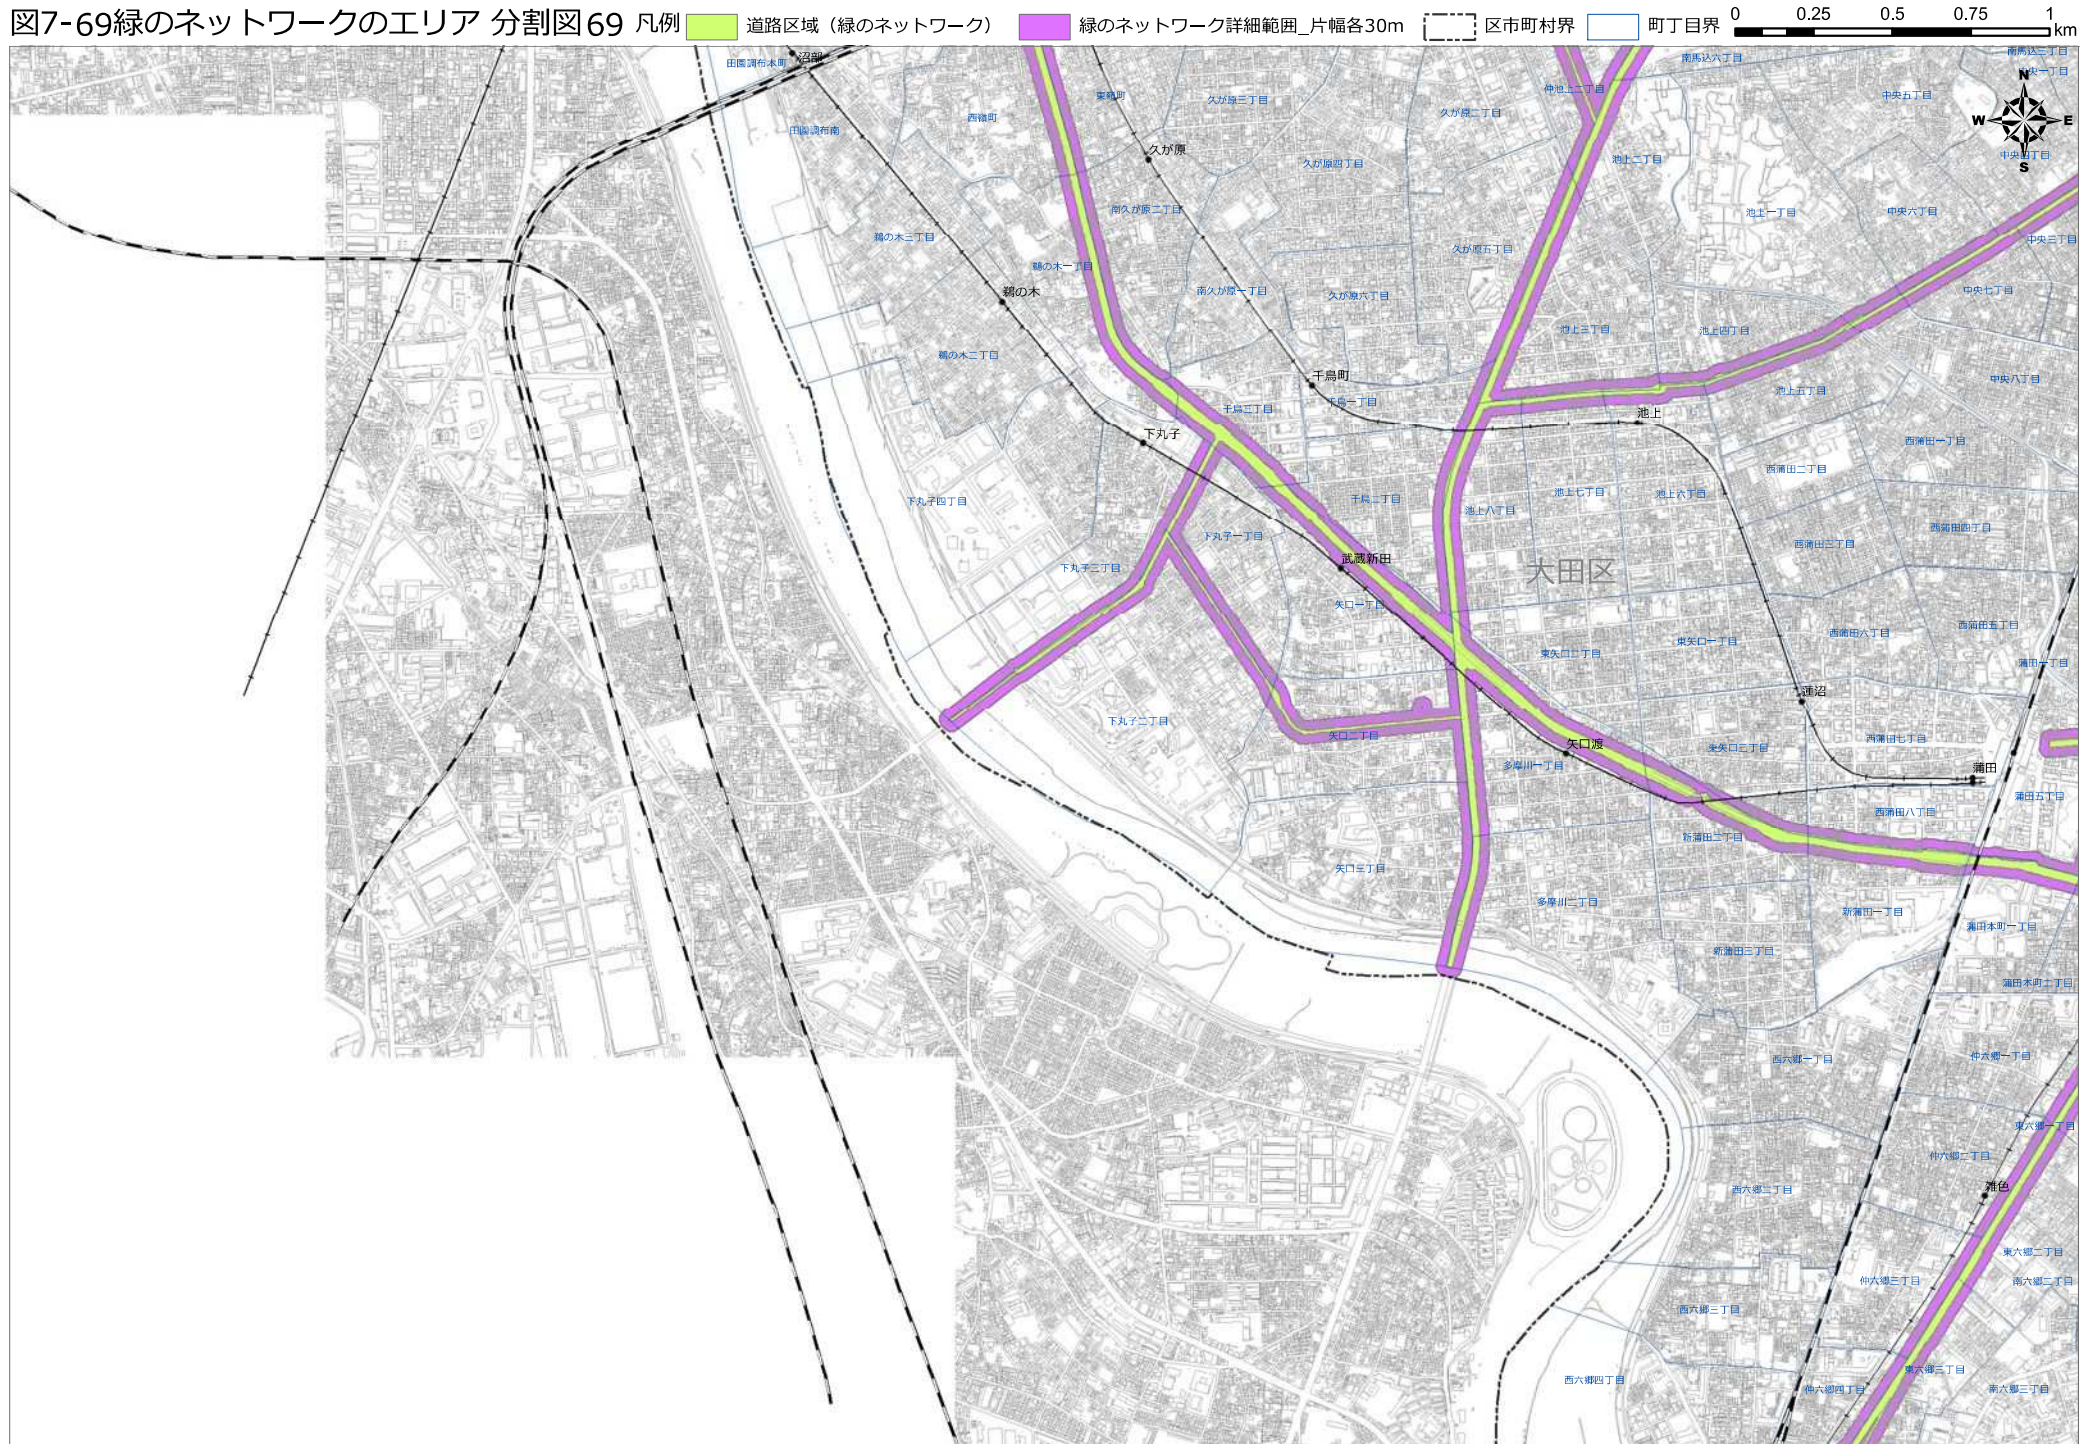 図7-69緑のネットワークのエリア 分割図69 凡例 道路区域（緑のネットワーク） 緑のネットワーク詳細範囲_片幅各30m 区市町村界 町丁目界 0 0.25 0.5 0.75 1 km
南馬込三丁目
沼部
田園調布本町
南馬込六丁目
中央一丁目
N
W E
S
仲池上二丁目
東嶺町
久が原三丁目
中央五丁目
西嶺町
久が原二丁目
田園調布南
久が原
久が原四丁目
池上二丁目
中央四丁目
南久が原二丁目
池上一丁目
中央六丁目
鵜の木三丁目
久が原五丁目
中央三丁目
鵜の木一丁目
鵜の木
南久が原一丁目
久が原六丁目
中央七丁目
池上三丁目
池上四丁目
鵜の木二丁目
千鳥町
中央八丁目
池上五丁目
千鳥一丁目
千鳥三丁目
池上
下丸子
西蒲田一丁目
西蒲田二丁目
下丸子四丁目
千鳥二丁目
池上七丁目
池上六丁目
池上八丁目
西蒲田四丁目
下丸子一丁目
西蒲田三丁目
武蔵新田
下丸子三丁目
大田区
矢口一丁目
西蒲田五丁目
西蒲田六丁目
東矢口一丁目
東矢口二丁目
蒲田一丁目
蓮沼
下丸子二丁目
矢口二丁目
西蒲田七丁目
矢口渡
東矢口三丁目
多摩川一丁目
蒲田
蒲田五丁目
西蒲田八丁目
新蒲田二丁目
矢口三丁目
多摩川二丁目
新蒲田一丁目
蒲田本町一丁目
新蒲田三丁目
蒲田本町二丁目
西六郷一丁目
仲六郷一丁目
東六郷一丁目
仲六郷二丁目
西六郷二丁目
雑色
東六郷二丁目
仲六郷三丁目
南六郷二丁目
西六郷三丁目
東六郷三丁目
西六郷四丁目
仲六郷四丁目
南六郷三丁目